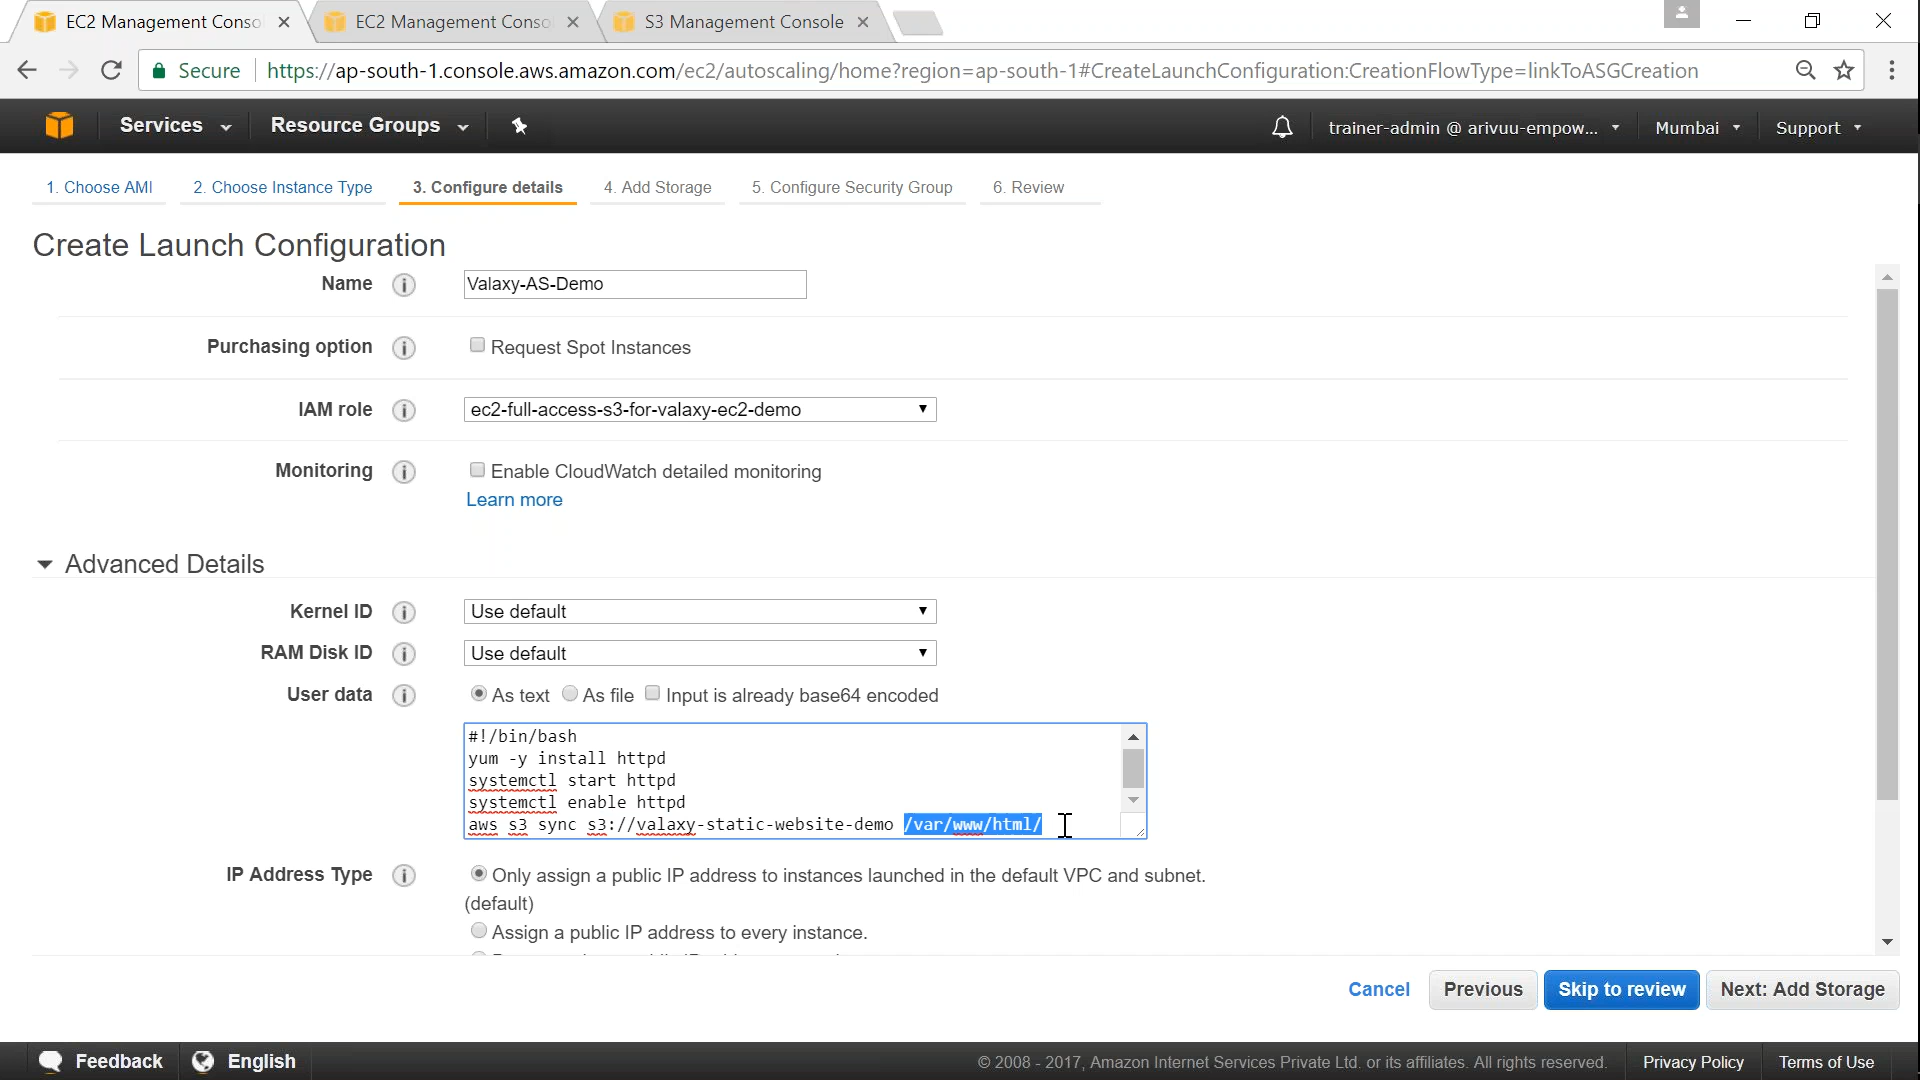 EC2 Management Conso
EC2 Management Conso
S3 Management Console
Secure
https://ap-south-1.console.aws.amazon.com/ec2/autoscaling/home?region=ap-south-1#CreateLaunchConfiguration:CreationFlowType=linkToASGCreation
Services
Resource Groups
trainer-admin @ arivuu-empow...
Mumbai
Support
1. Choose AMI
2. Choose Instance Type
3. Configure details
4. Add Storage
5. Configure Security Group
6. Review
Create Launch Configuration
Name
Valaxy-AS-Demo
Purchasing option
Request Spot Instances
IAM role
ec2-full-access-s3-for-valaxy-ec2-demo
Monitoring
Enable CloudWatch detailed monitoring
Learn more
Advanced Details
Kernel ID
Use default
RAM Disk ID
Use default
User data
As text
As file
Input is already base64 encoded
#!/bin/bash
yum -y install httpd
systemctl start httpd
systemctl enable httpd
aws s3 sync s3://valaxy-static-website-demo /var/www/html/
IP Address Type
Only assign a public IP address to instances launched in the default VPC and subnet.
(default)
Assign a public IP address to every instance.
Cancel
Previous
Skip to review
Next: Add Storage
Feedback
English
© 2008 - 2017, Amazon Internet Services Private Ltd. or its affiliates. All rights reserved.
Privacy Policy
Terms of Use